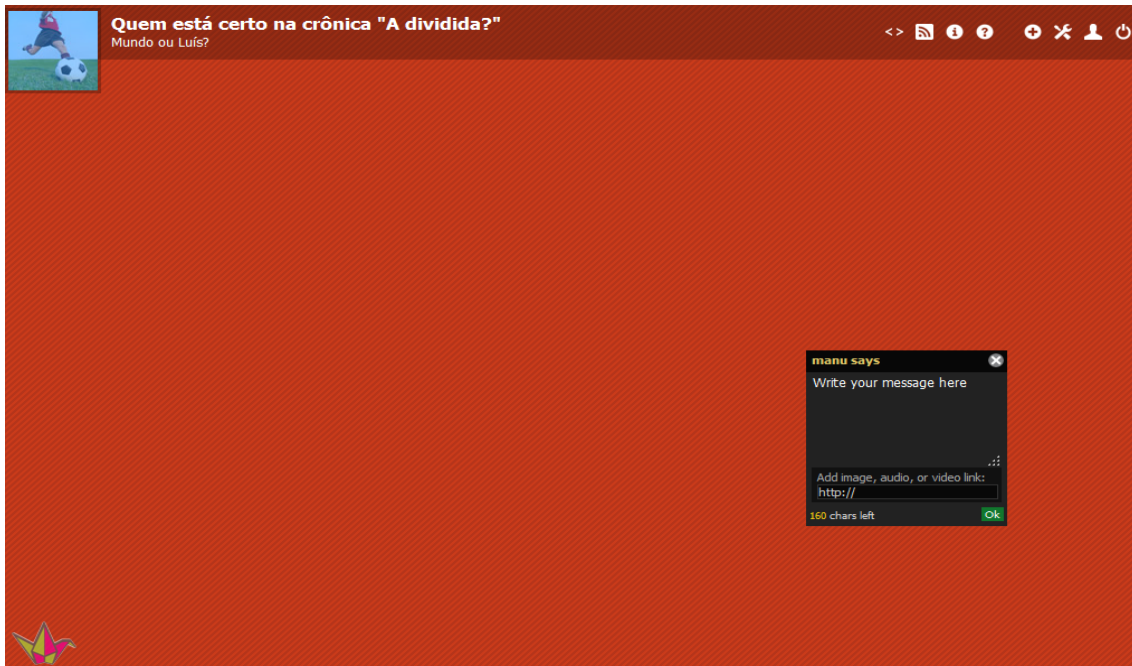 Quem está certo na crônica "A dividida?"
Mundo ou Luís?
<>
manu says
Write your message here
Add image, audio, or video link:
http://
160 chars left
Ok